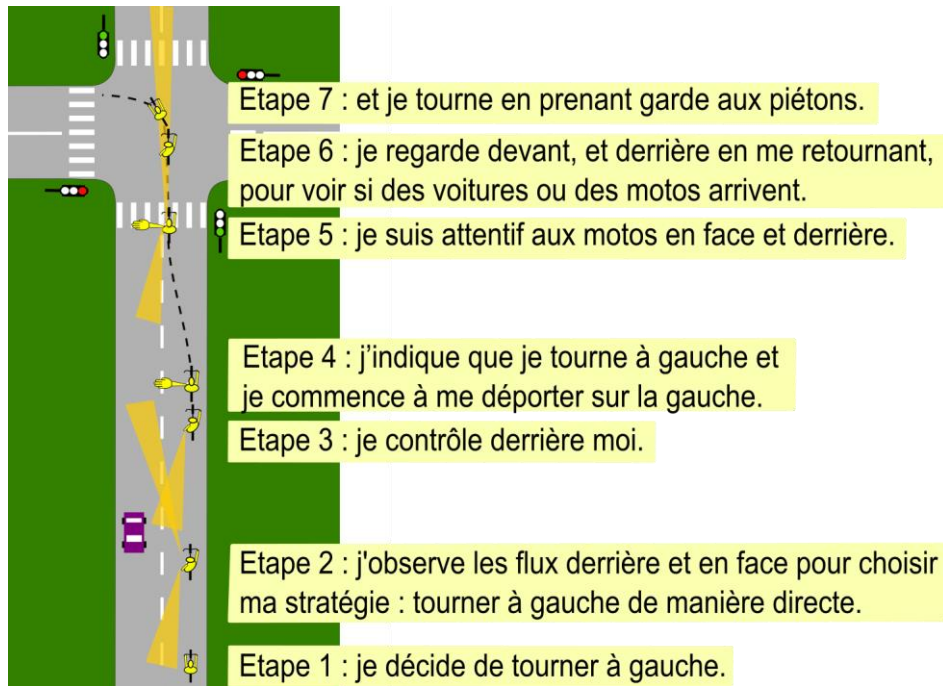 Etape 7 : et je tourne en prenant garde aux piétons.
Etape 6 : je regarde devant, et derrière en me retournant,
pour voir si des voitures ou des motos arrivent.
Etape 5 : je suis attentif aux motos en face et derrière.
Etape 4 : j’indique que je tourne à gauche et
je commence à me déporter sur la gauche.
Etape 3 : je contrôle derrière moi.
Etape 2 : j'observe les flux derrière et en face pour choisir
ma stratégie : tourner à gauche de manière directe.
Etape 1 : je décide de tourner à gauche.